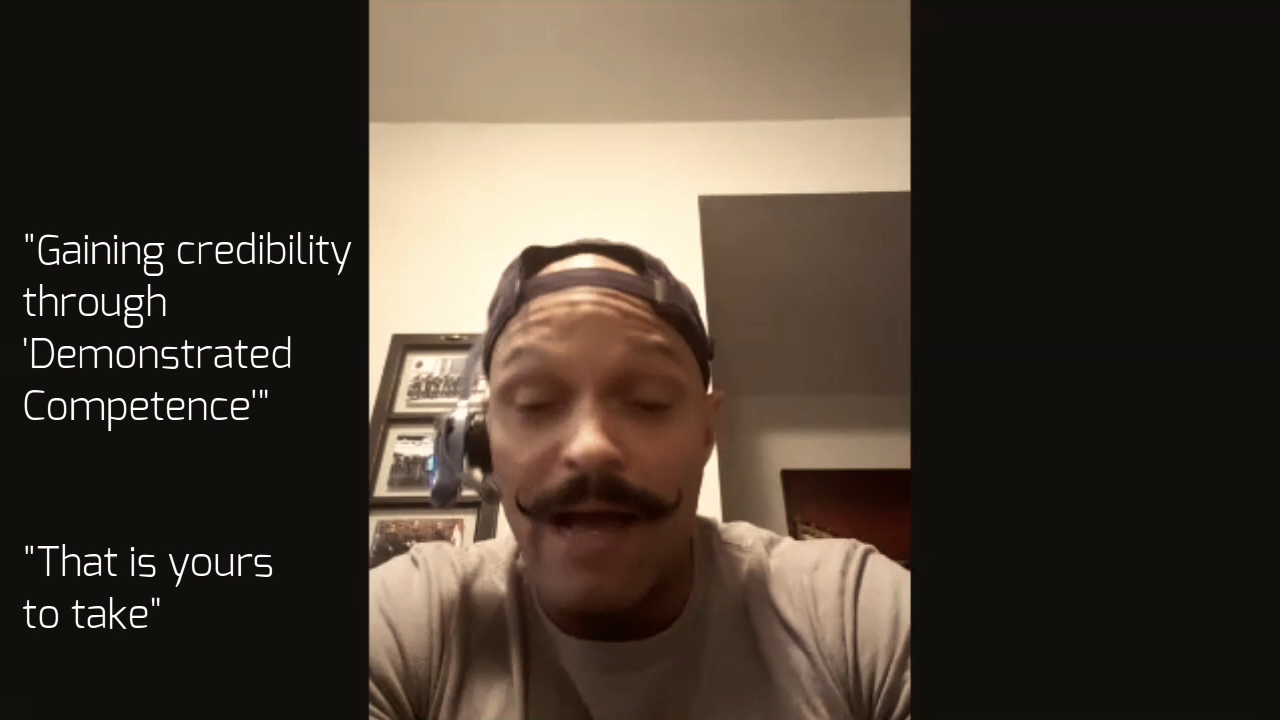 "Gaining credibility
through
'Demonstrated
Competence'"
"That is yours
to take"